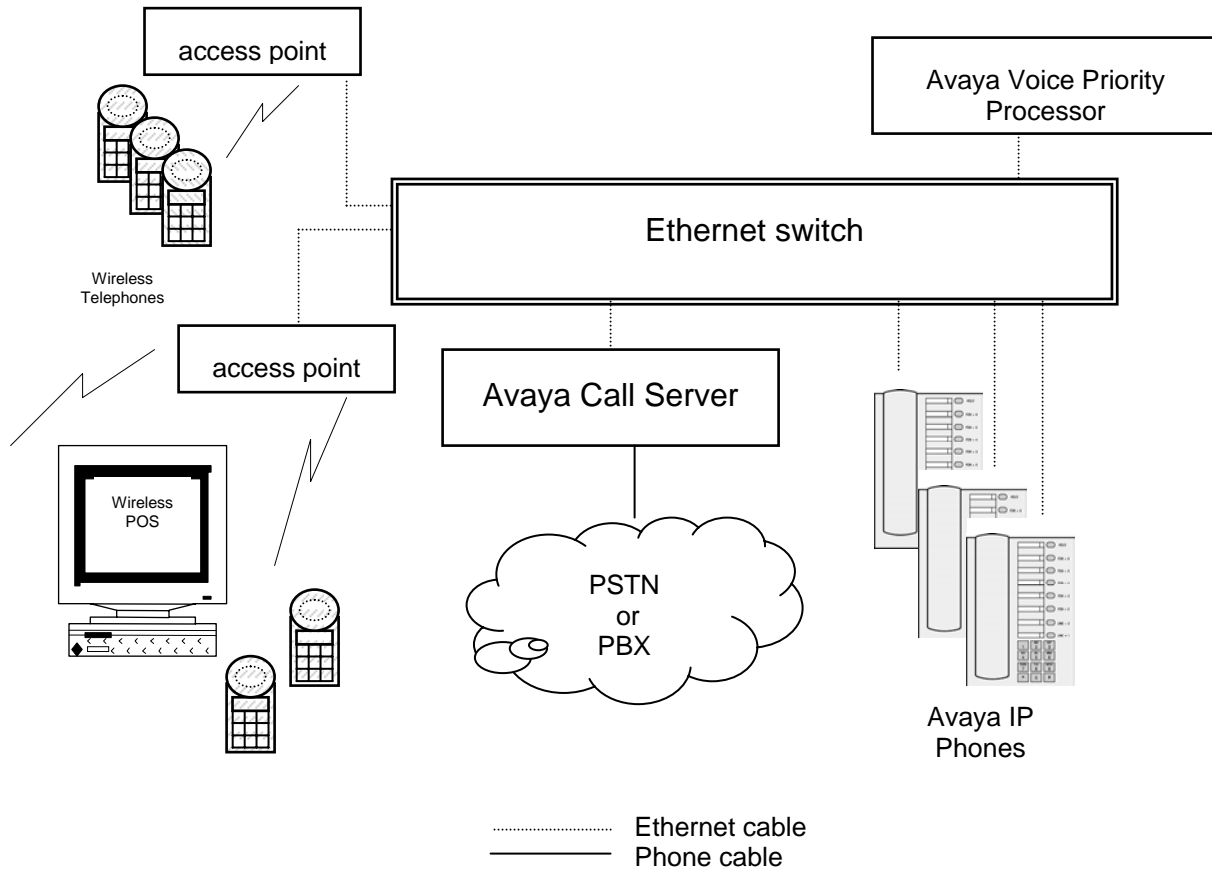 access point
Avaya Voice Priority
Processor
Ethernet switch
Wireless
Telephones
access point
Avaya Call Server
Wireless
POS
PSTN
or
PBX
Avaya IP
Phones
Ethernet cable
Phone cable